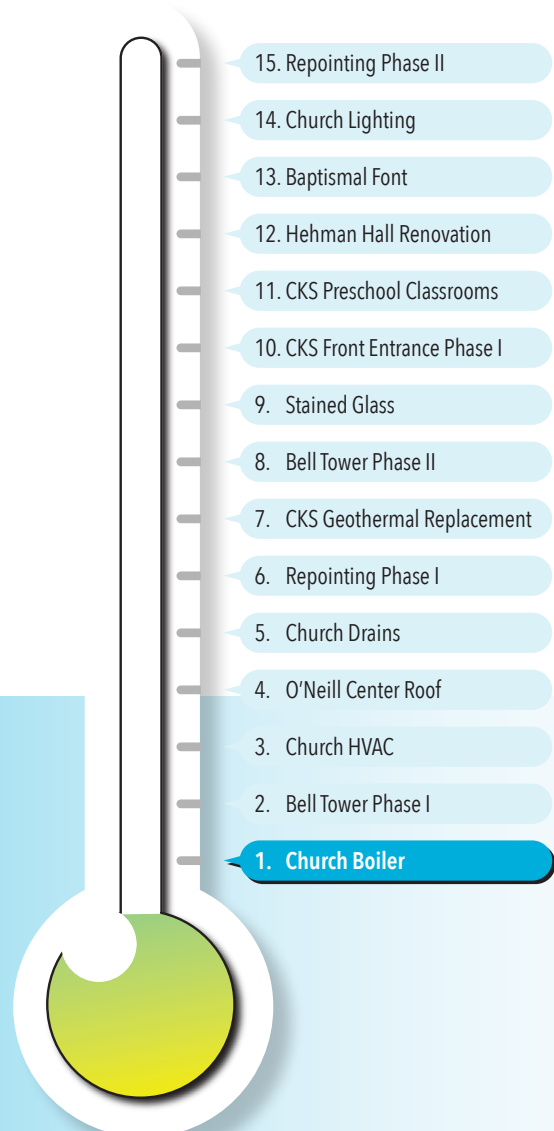 15. Repointing Phase II
14. Church Lighting
13. Baptismal Font
12. Hehman Hall Renovation
11. CKS Preschool Classrooms
10. CKS Front Entrance Phase I
9. Stained Glass
8. Bell Tower Phase II
7. CKS Geothermal Replacement
6. Repointing Phase I
5. Church Drains
4. O’Neill Center Roof
3. Church HVAC
2. Bell Tower Phase I
1. Church Boiler